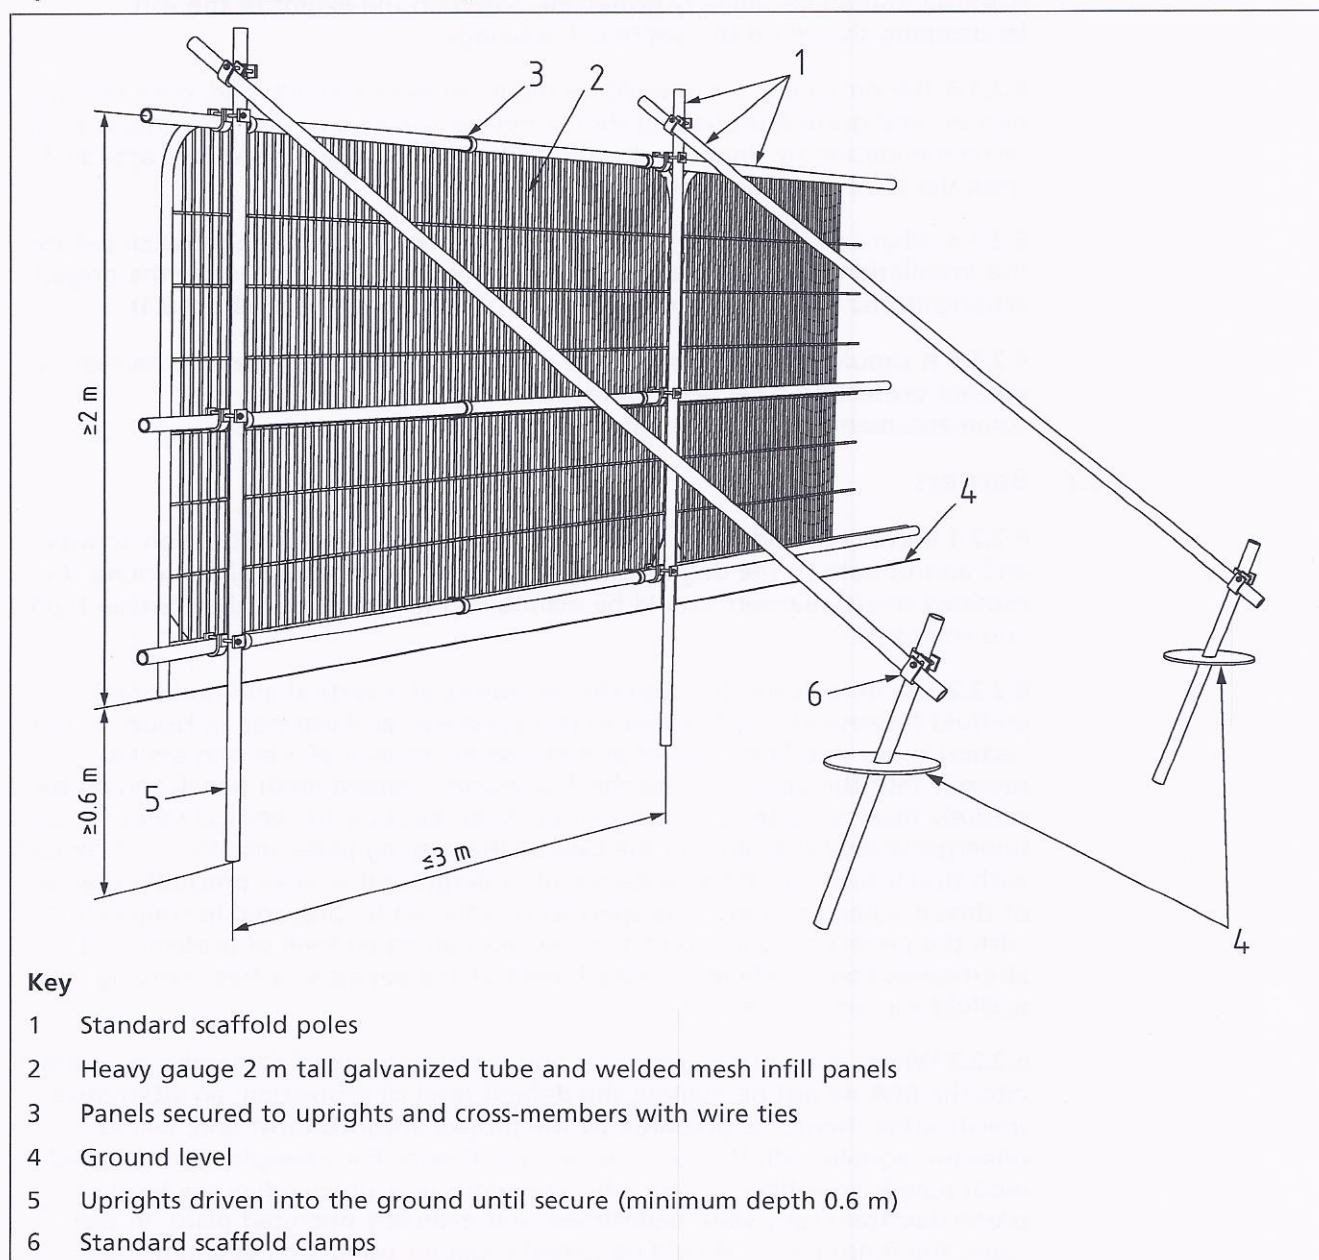 3
2
1
≥2 m
4
6
5
≥0.6 m
≤3 m
4
Key
1 Standard scaffold poles
2 Heavy gauge 2 m tall galvanized tube and welded mesh infill panels
3 Panels secured to uprights and cross-members with wire ties
4 Ground level
5 Uprights driven into the ground until secure (minimum depth 0.6 m)
6 Standard scaffold clamps